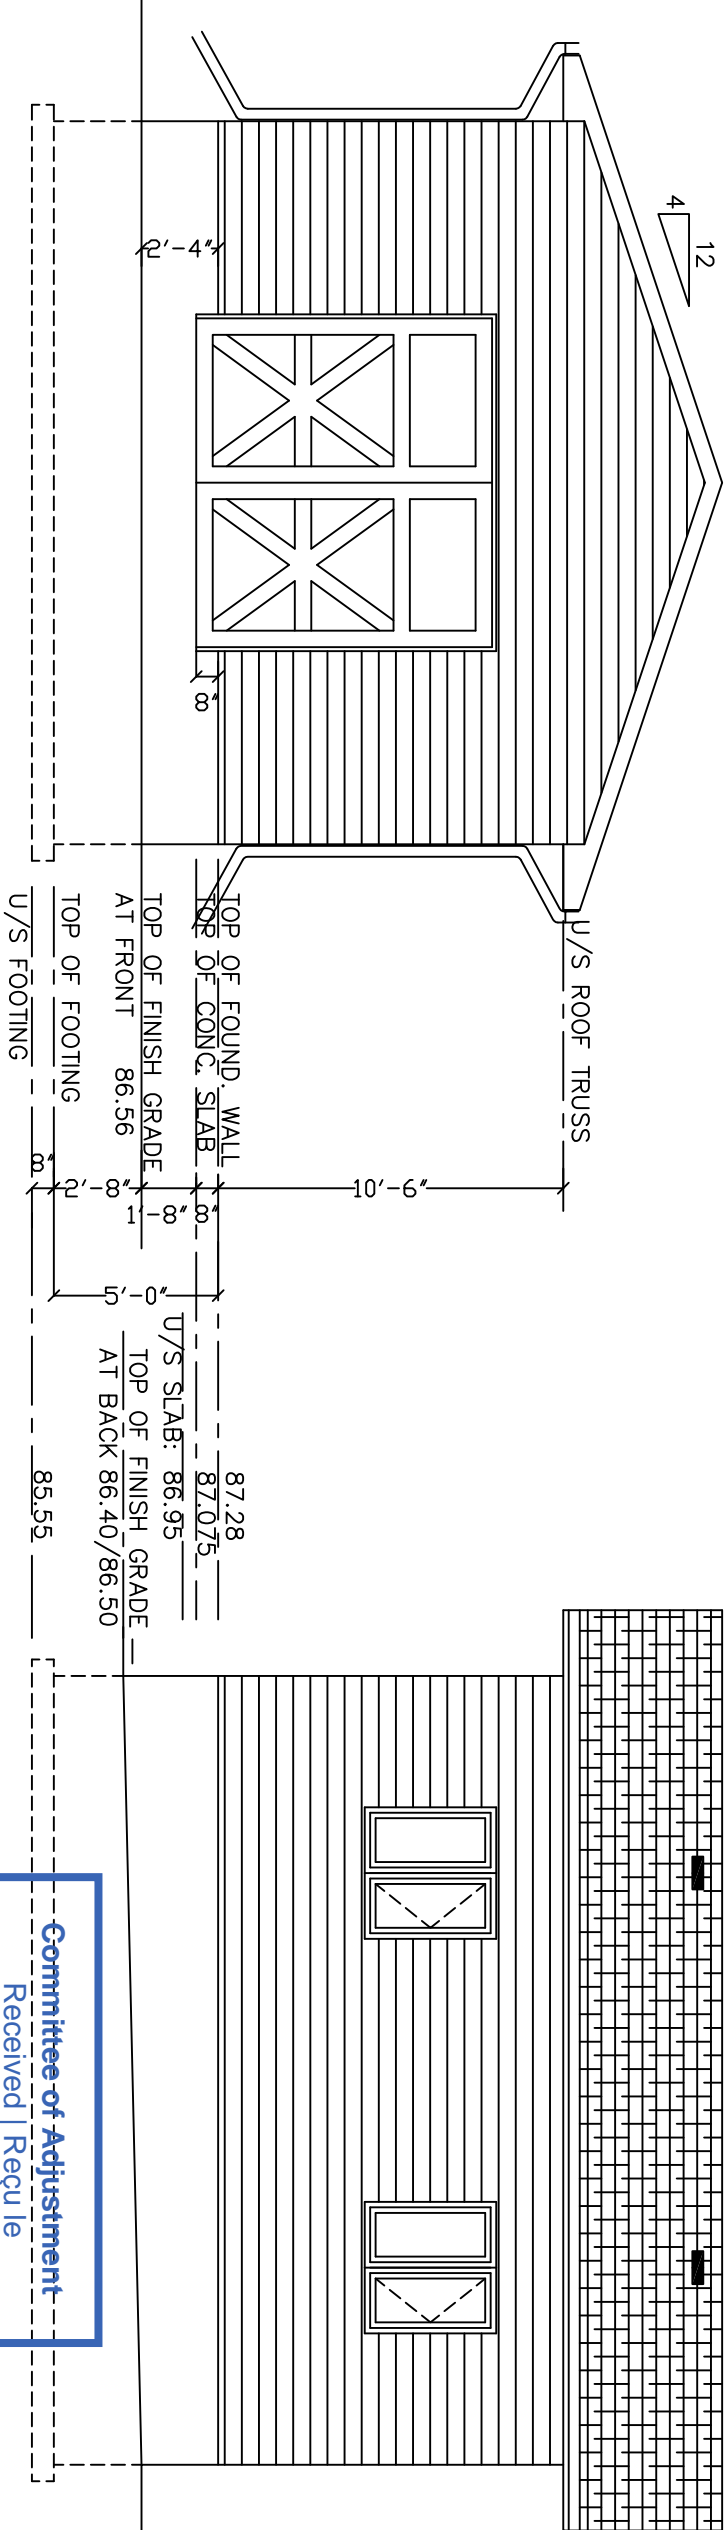 12
4
2'-4"
8"
U/S ROOF TRUSS
TOP OF FOUND. WALL
TOP OF CONC. SLAB
TOP OF FINISH GRADE
AT FRONT 86.56
TOP OF FOOTING
U/S FOOTING
10'-6"
8"
1'-8"
2'-8"
8"
5'-0"
87.28
87.075
U/S SLAB: 86.95
TOP OF FINISH GRADE
AT BACK 86.40/86.50
85.55
Committee of Adjustment
Received | Reçu le